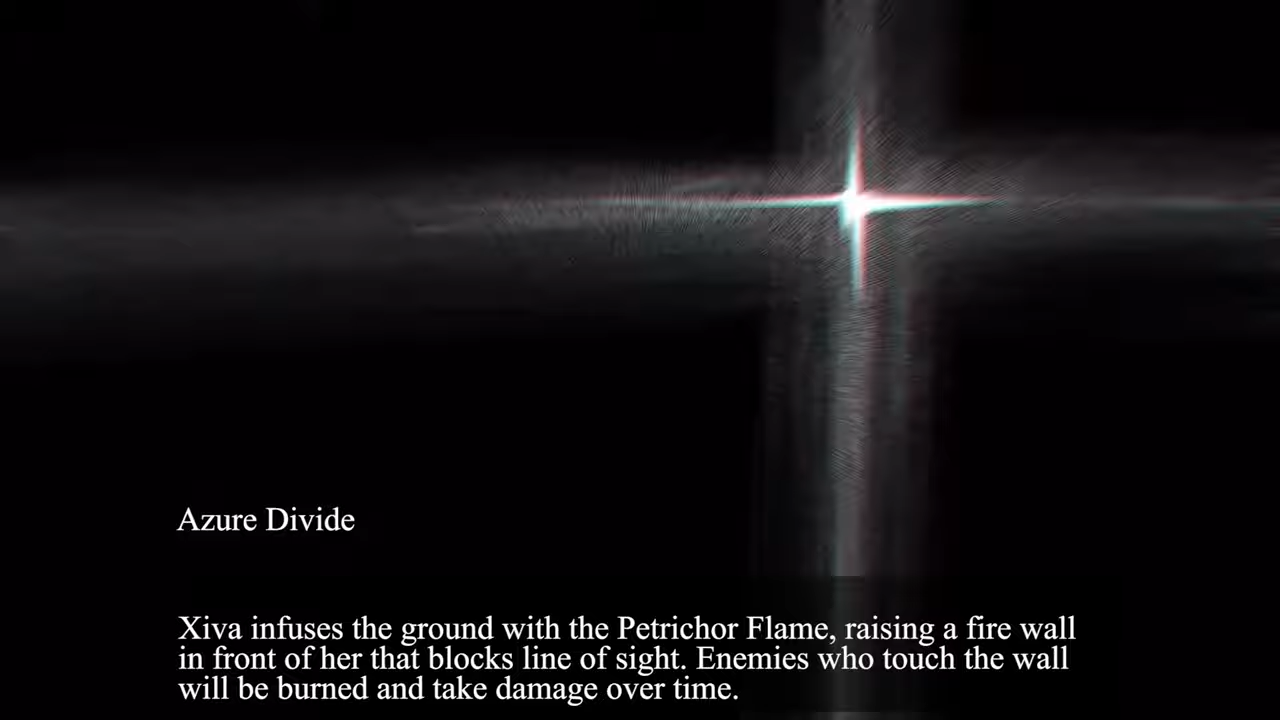 Azure Divide
Xiva infuses the ground with the Petrichor Flame, raising a fire wall
in front of her that blocks line of sight. Enemies who touch the wall
will be burned and take damage over time.